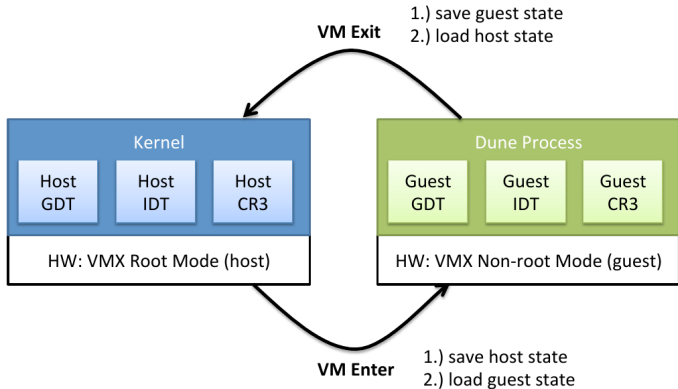 1.) save guest state
VM Exit
2.) load host state
Kernel
Dune Process
Host
GDT
Host
IDT
Host
CR3
Guest
GDT
Guest
IDT
Guest
CR3
HW: VMX Root Mode (host)
HW: VMX Non-root Mode (guest)
VM Enter
1.) save host state
2.) load guest state